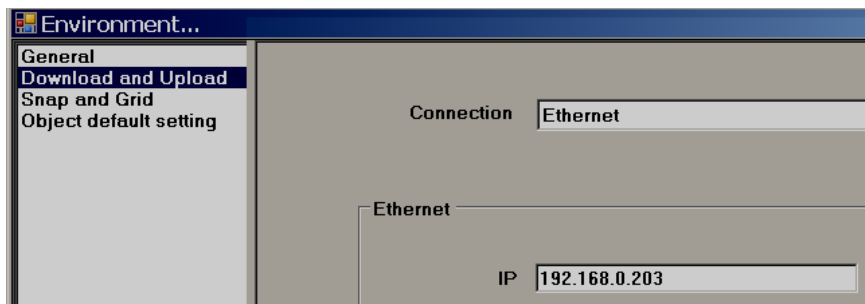 Environment...
General
Download and Upload
Snap and Grid
Object default setting
Connection
Ethernet
Ethernet
IP
192.168.0.203